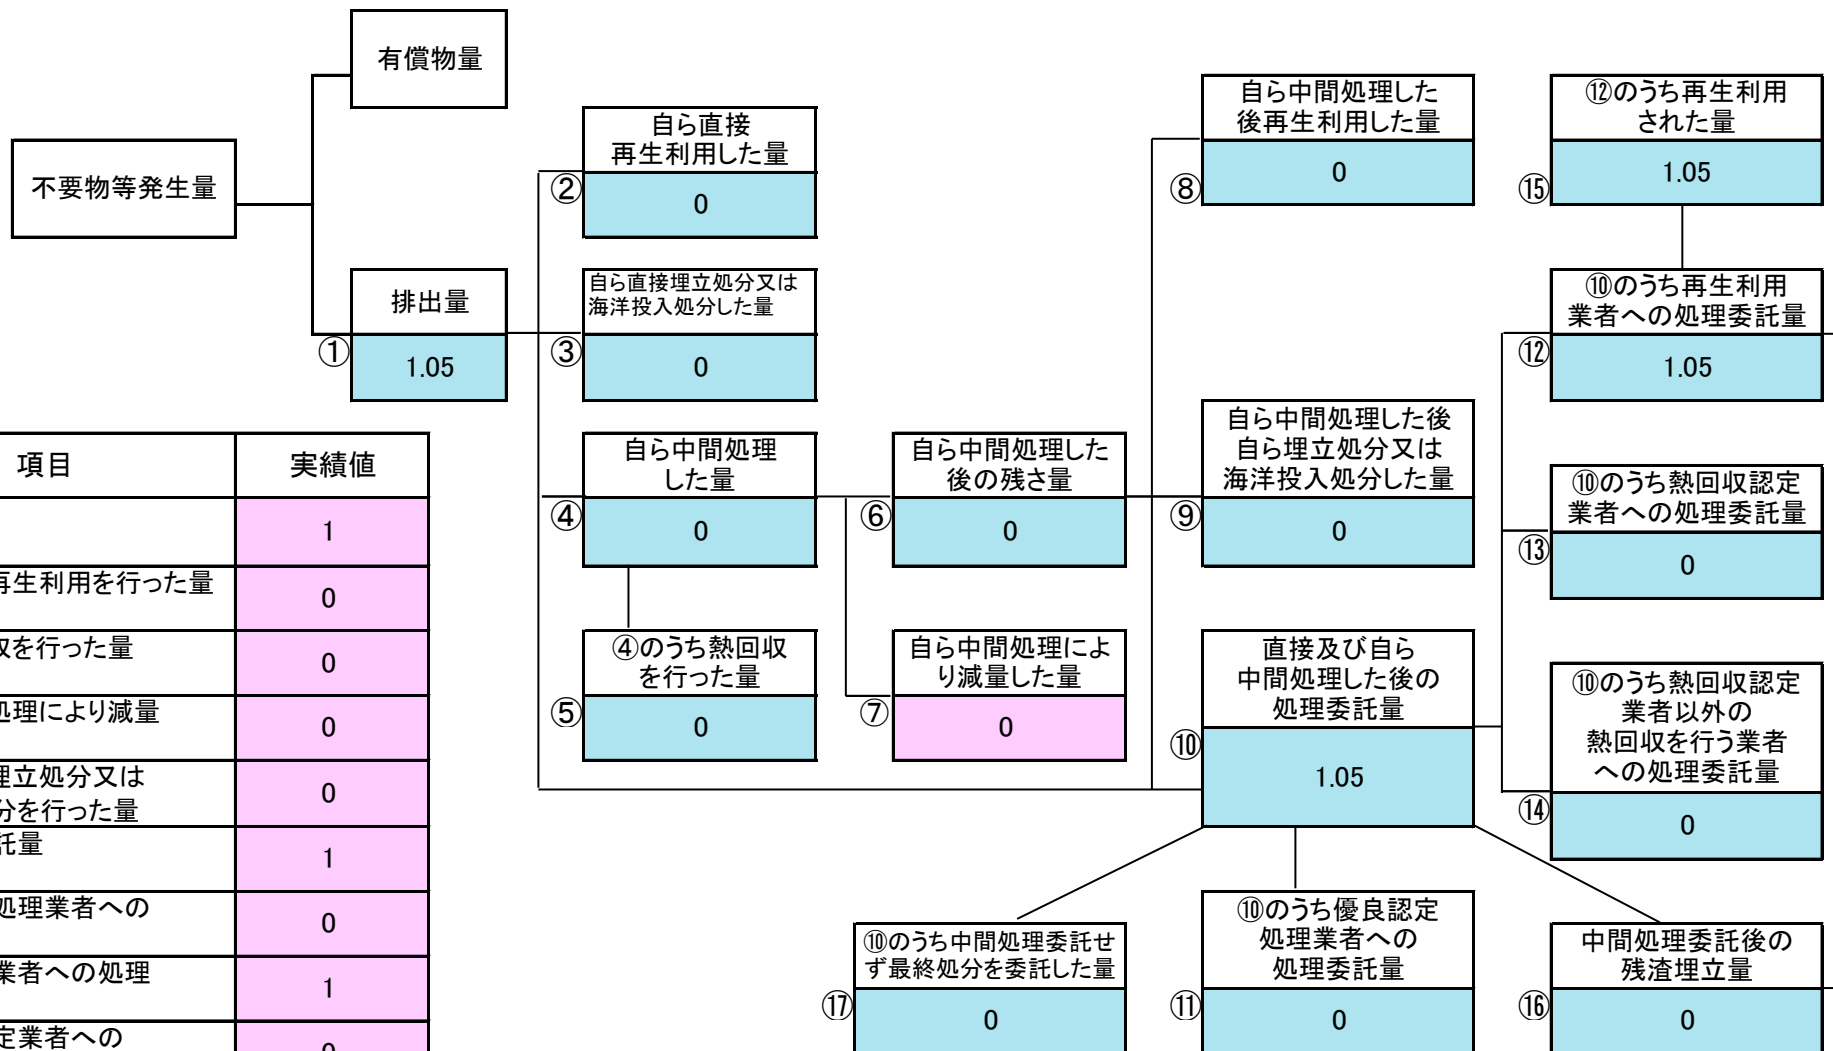 有償物量
不要物等発生量
排出量
①
1.05
自ら直接
再生利用した量
②
0
自ら直接埋立処分又は
海洋投入処分した量
③
0
自ら中間処理
した量
④
0
④のうち熱回収
を行った量
⑤
0
自ら中間処理した
後の残さ量
⑥
0
自ら中間処理によ
り減量した量
⑦
0
自ら中間処理した
後再生利用した量
⑧
0
自ら中間処理した後
自ら埋立処分又は
海洋投入処分した量
⑨
0
直接及び自ら
中間処理した後の
処理委託量
⑩
1.05
⑫のうち再生利用
された量
⑮
1.05
⑩のうち再生利用
業者への処理委託量
⑫
1.05
⑩のうち熱回収認定
業者への処理委託量
⑬
0
⑩のうち熱回収認定
業者以外の
熱回収を行う業者
への処理委託量
⑭
0
⑩のうち中間処理委託せ
ず最終処分を委託した量
⑰
0
⑩のうち優良認定
処理業者への
処理委託量
⑪
0
中間処理委託後の
残渣埋立量
⑯
0
項目 実績値
1
再生利用を行った量 0
を行った量 0
処理により減量 0
埋立処分又は
を行った量 0
託量 1
処理業者への 0
業者への処理 1
定業者への